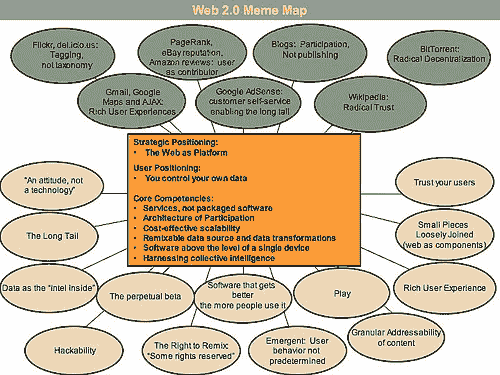 Web 2.0 Meme Map
Flickr, del.icio.us:
Tagging,
not taxonomy
PageRank,
eBay reputation,
Amazon reviews: user
as contributor
Blogs: Participation,
Not publishing
BitTorrent:
Radical Decentralization
Gmail, Google
Maps and AJAX:
Rich User Experiences
Google AdSense:
customer self-service
enabling the long tail
Wikipedia:
Radical Trust
Strategic Positioning:
• The Web as Platform
User Positioning:
• You control your own data
Core Competencies:
• Services, not packaged software
• Architecture of Participation
• Cost-effective scalability
• Remixable data source and data transformations
• Software above the level of a single device
• Harnessing collective intelligence
"An attitude, not
a technology"
Trust your users
The Long Tail
Small Pieces
Loosely Joined
(web as components)
Data as the "intel inside"
The perpetual beta
Software that gets
better
the more people use it
Play
Rich User Experience
Hackability
The Right to Remix:
"Some rights reserved"
Emergent: User
behavior not
predetermined
Granular Addressability
of content